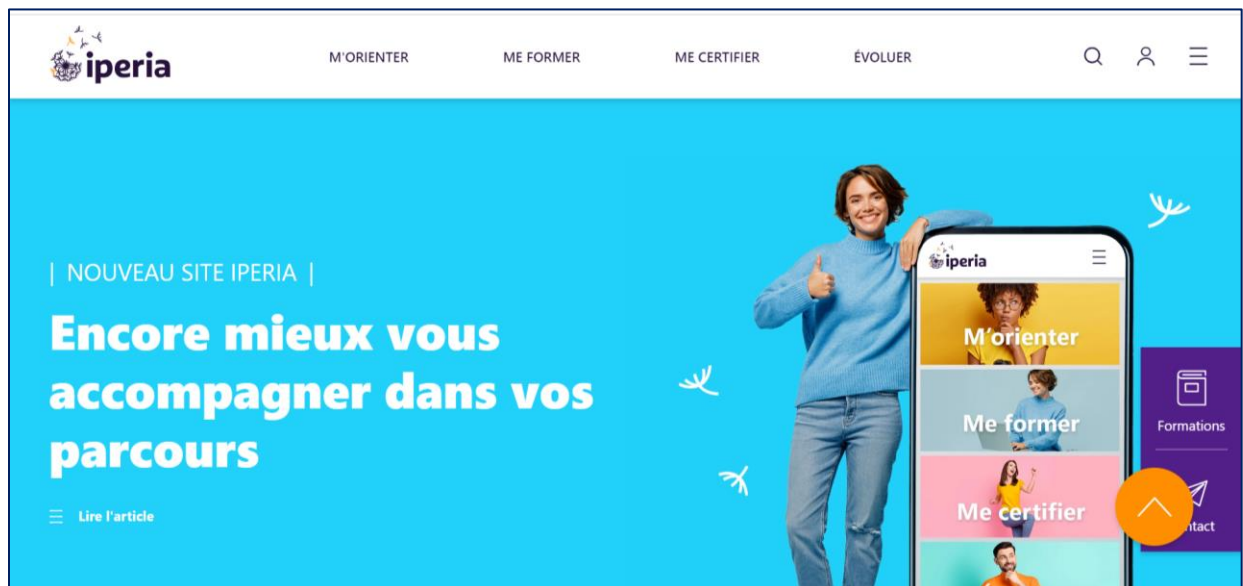 iperia
M'ORIENTER
ME FORMER
ME CERTIFIER
ÉVOLUER
| NOUVEAU SITE IPERIA |
Encore mieux vous
accompagner dans vos
parcours
Lire l'article
iperia
M'orienter
Me former
Me certifier
Formations
ntact